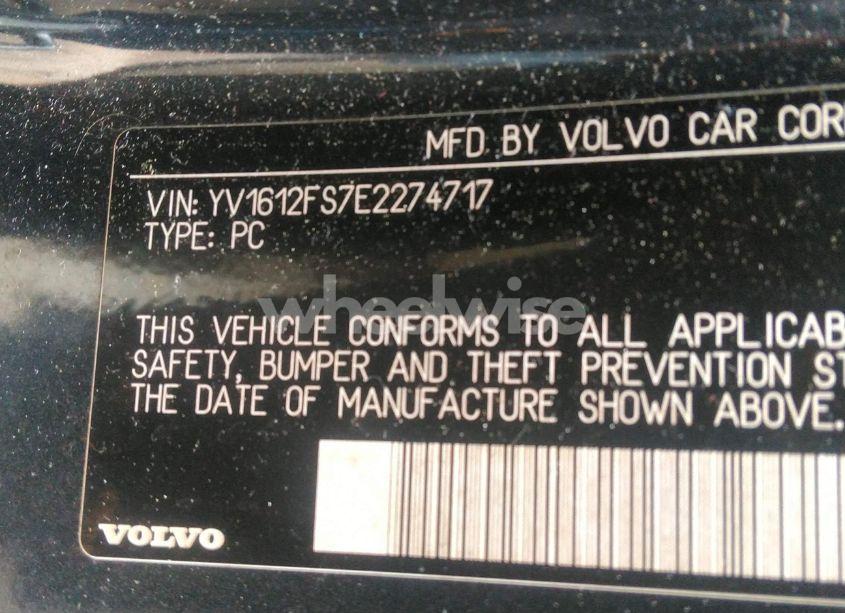 MFD BY VOLVO CAR COR
VIN: YV1612FS7E2274717
TYPE: PC
wheelwise
THIS VEHICLE CONFORMS TO ALL APPLICAB
SAFETY, BUMPER AND THEFT PREVENTION ST
THE DATE OF MANUFACTURE SHOWN ABOVE.
VOLVO